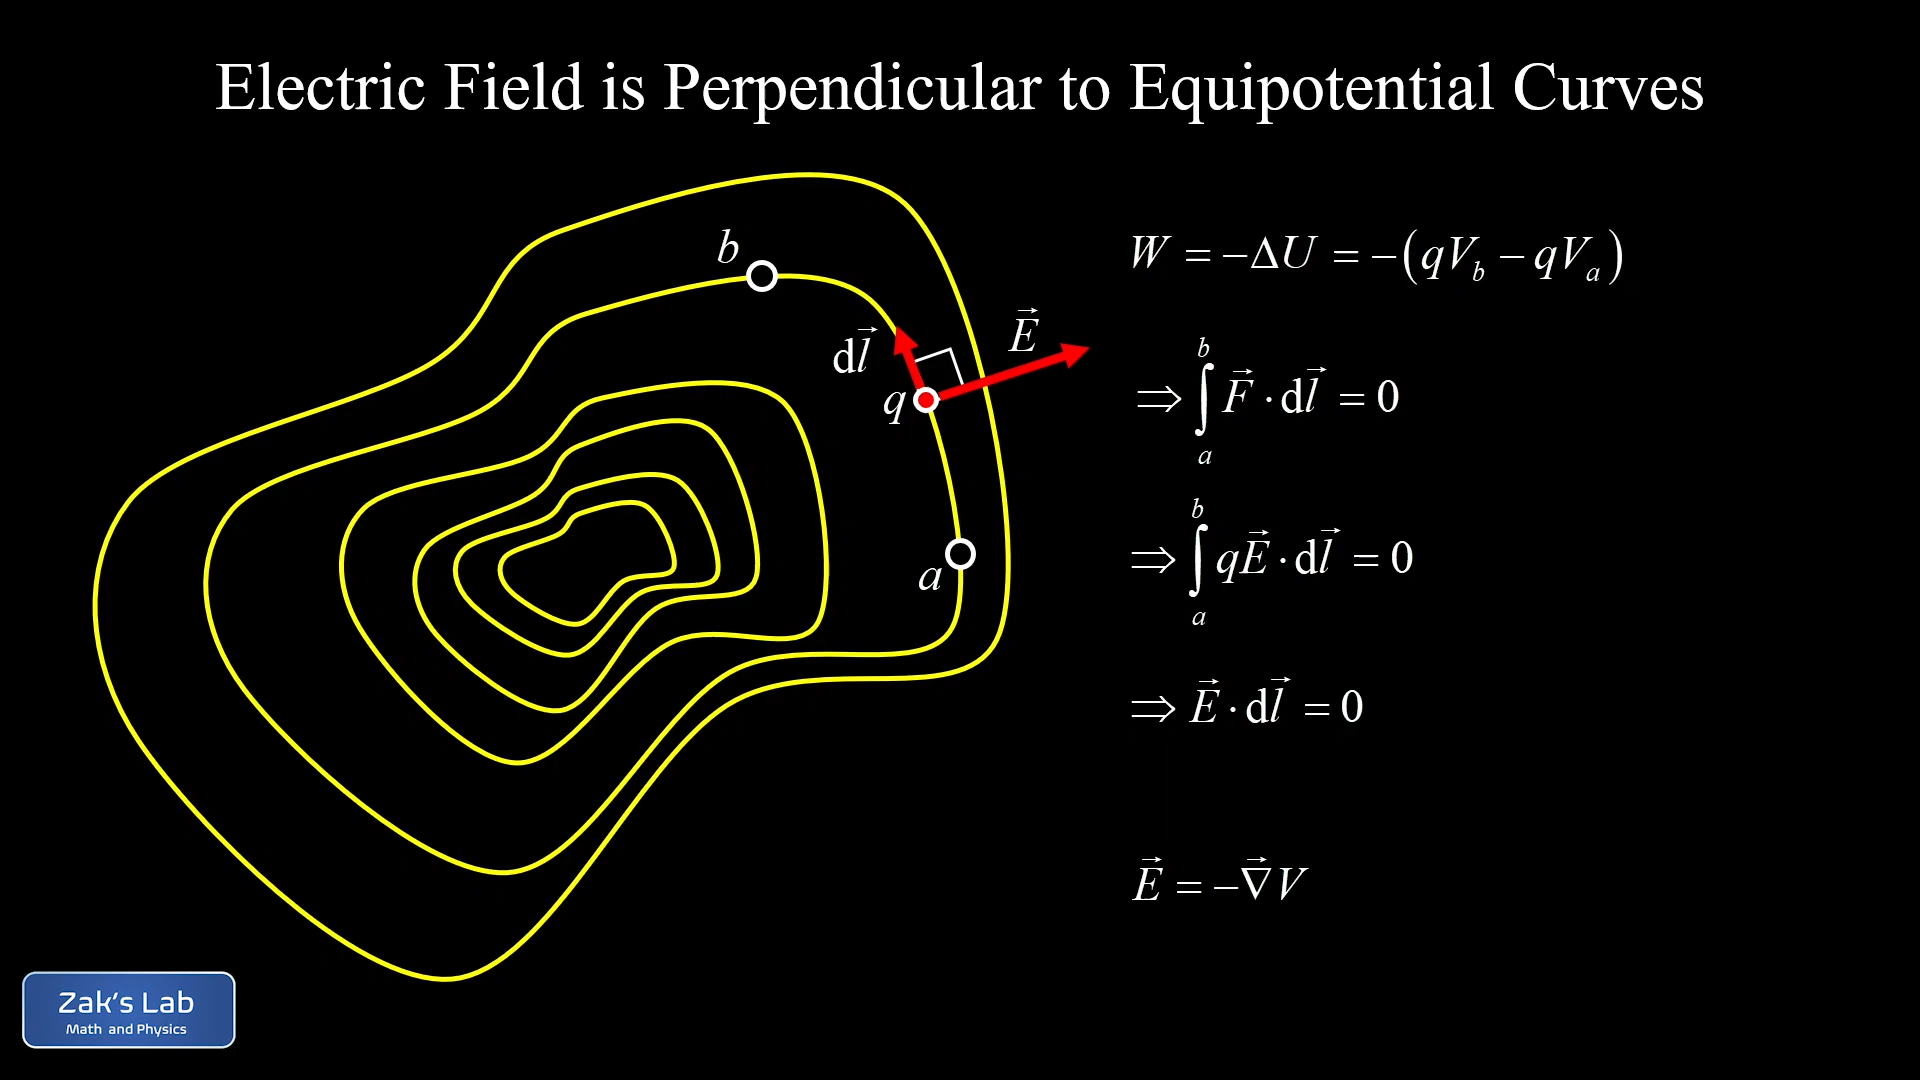 Electric Field is Perpendicular to Equipotential Curves
b
dl⃗
E⃗
q
a
W = −ΔU = −(qV_b − qV_a)
⇒ ∫_a^b F⃗ · dl⃗ = 0
⇒ ∫_a^b qE⃗ · dl⃗ = 0
⇒ E⃗ · dl⃗ = 0
E⃗ = −∇⃗V
Zak's Lab
Math and Physics